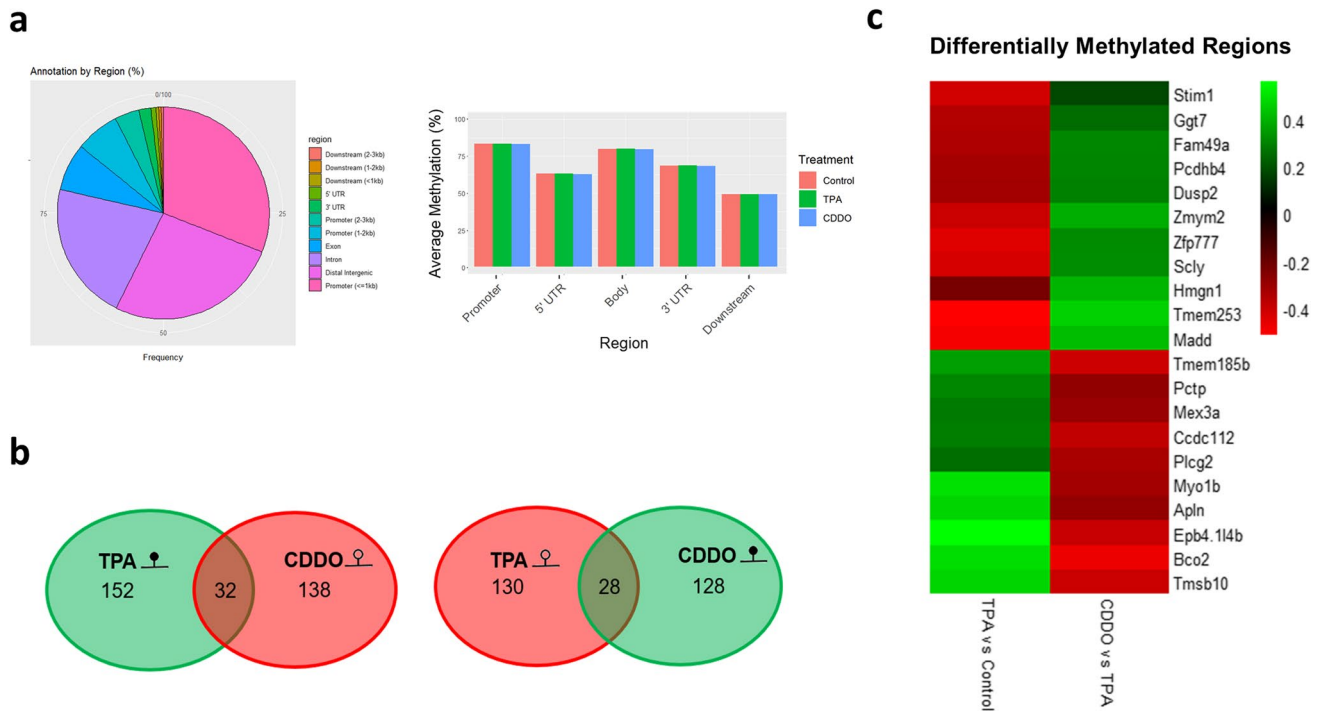 a
Annotation by Region (%)
0/100
25
50
75
Frequency
region
Downstream (2-3kb)
Downstream (1-2kb)
Downstream (<1kb)
5' UTR
3' UTR
Promoter (2-3kb)
Promoter (1-2kb)
Exon
Intron
Distal Intergenic
Promoter (<=1kb)
Average Methylation (%)
100
75
50
25
0
Promoter
5' UTR
Body
3' UTR
Downstream
Region
Treatment
Control
TPA
CDDO
b
TPA
152
32
CDDO
138
TPA
130
28
CDDO
128
c
Differentially Methylated Regions
Stim1
Ggt7
Fam49a
Pcdhb4
Dusp2
Zmym2
Zfp777
Scly
Hmgn1
Tmem253
Madd
Tmem185b
Pctp
Mex3a
Ccdc112
Plcg2
Myo1b
Apln
Epb4.1l4b
Bco2
Tmsb10
0.4
0.2
0
-0.2
-0.4
TPA vs Control
CDDO vs TPA